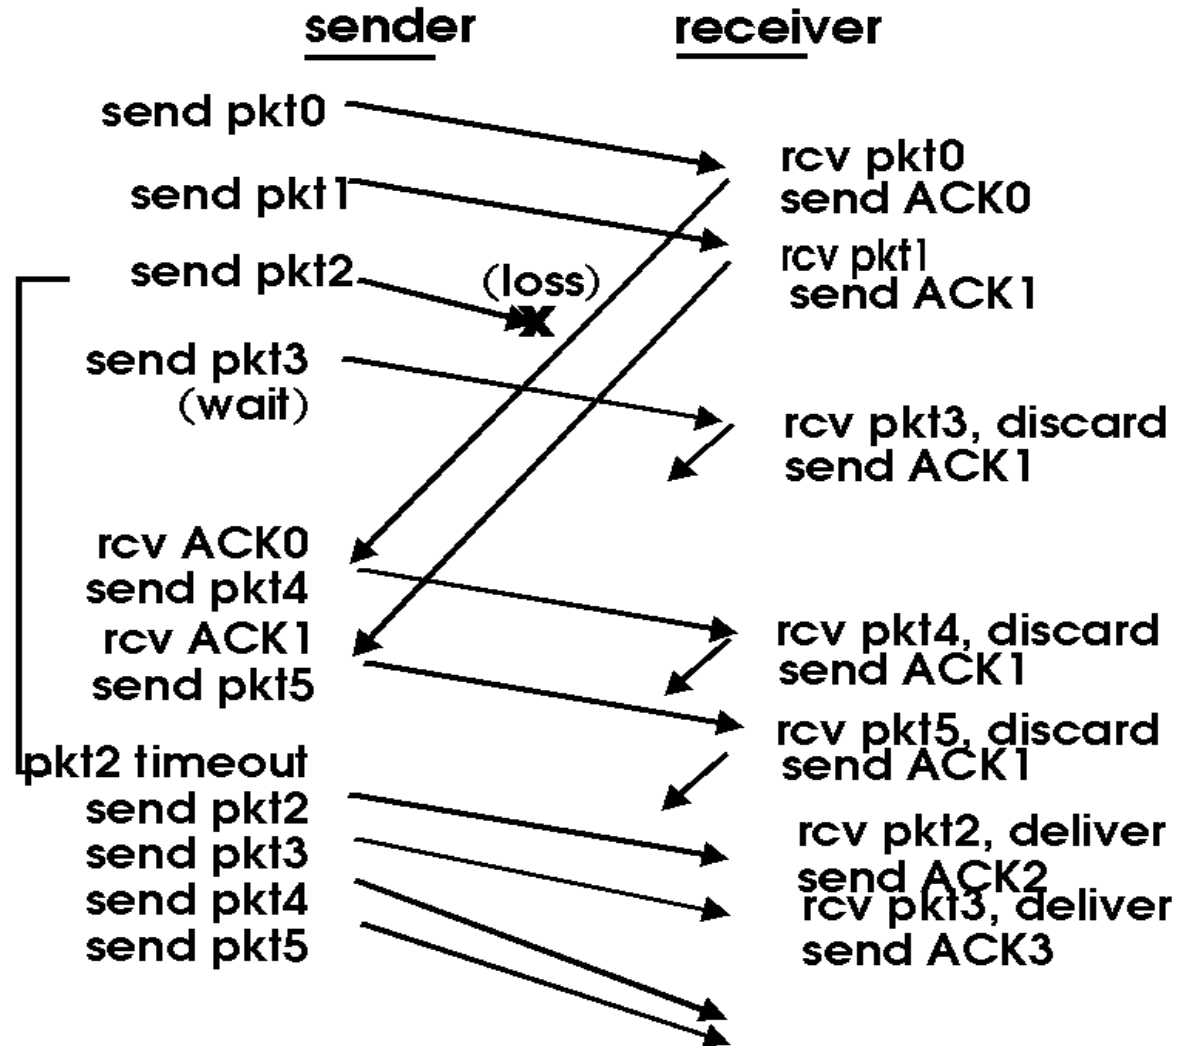 sender
receiver
send pkt0
rcv pkt0
send ACK0
send pkt1
rcv pkt1
send ACK1
send pkt2
(loss)
X
send pkt3
(wait)
rcv pkt3, discard
send ACK1
rcv ACK0
send pkt4
rcv ACK1
send pkt5
rcv pkt4, discard
send ACK1
rcv pkt5, discard
send ACK1
pkt2 timeout
send pkt2
send pkt3
send pkt4
send pkt5
rcv pkt2, deliver
send ACK2
rcv pkt3, deliver
send ACK3